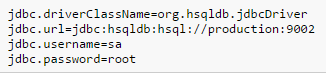 jdbc.driverClassName=org.hsqldb.jdbcDriver
jdbc.url=jdbc:hsqldb:hsql://production:9002
jdbc.username=sa
jdbc.password=root